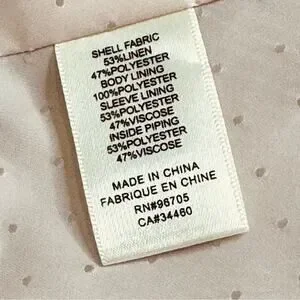 SHELL FABRIC
53%LINEN
47%POLYESTER
BODY LINING
100%POLYESTER
SLEEVE LINING
53%POLYESTER
47%VISCOSE
INSIDE PIPING
53%POLYESTER
47%VISCOSE
MADE IN CHINA
FABRIQUE EN CHINE
RN#96705
CA#34460